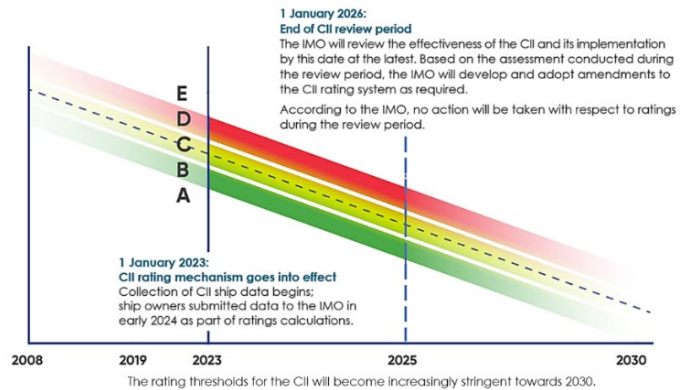 1 January 2026:
End of CII review period
The IMO will review the effectiveness of the CII and its implementation
by this date at the latest. Based on the assessment conducted during
the review period, the IMO will develop and adopt amendments to
the CII rating system as required.
According to the IMO, no action will be taken with respect to ratings
during the review period.
E
D
C
B
A
1 January 2023:
CII rating mechanism goes into effect
Collection of CII ship data begins;
ship owners submitted data to the IMO in
early 2024 as part of ratings calculations.
2008 2019 2023 2025 2030
The rating thresholds for the CII will become increasingly stringent towards 2030.